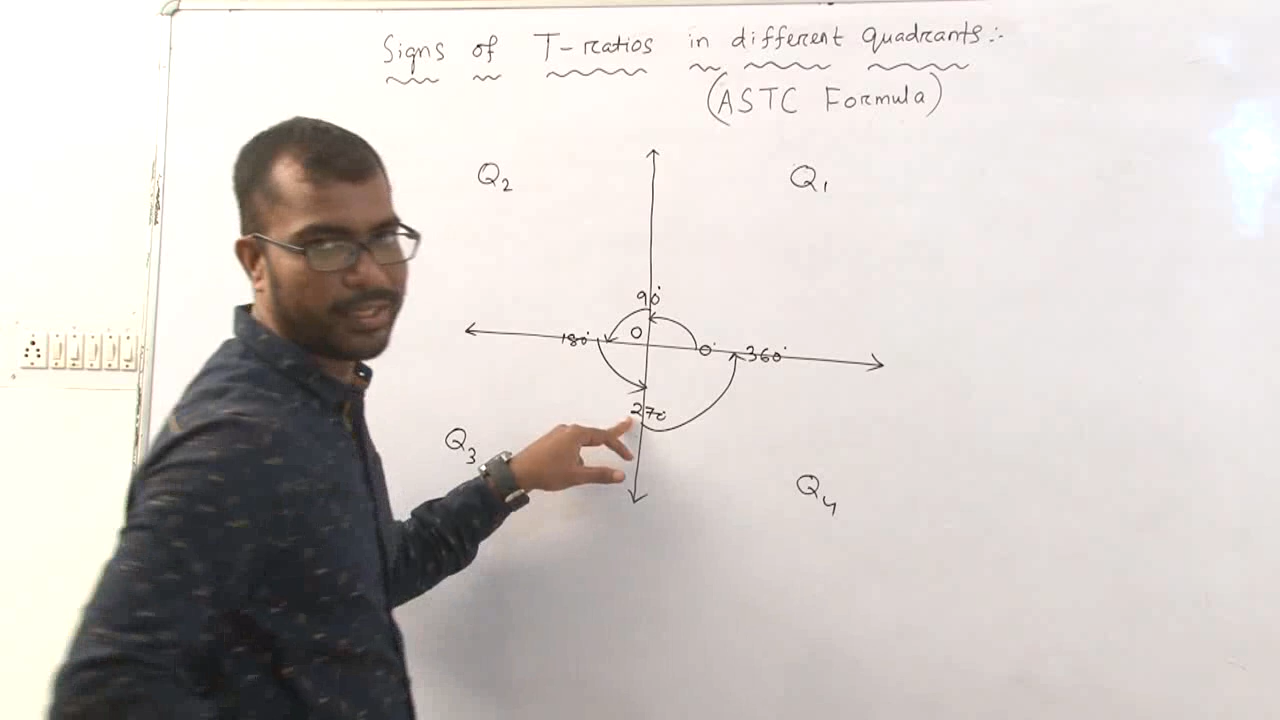 Signs of T-ratios in different quadrants:-
(ASTC Formula)
Q2
Q1
90°
180°
O
0°
360°
270
Q3
Q4